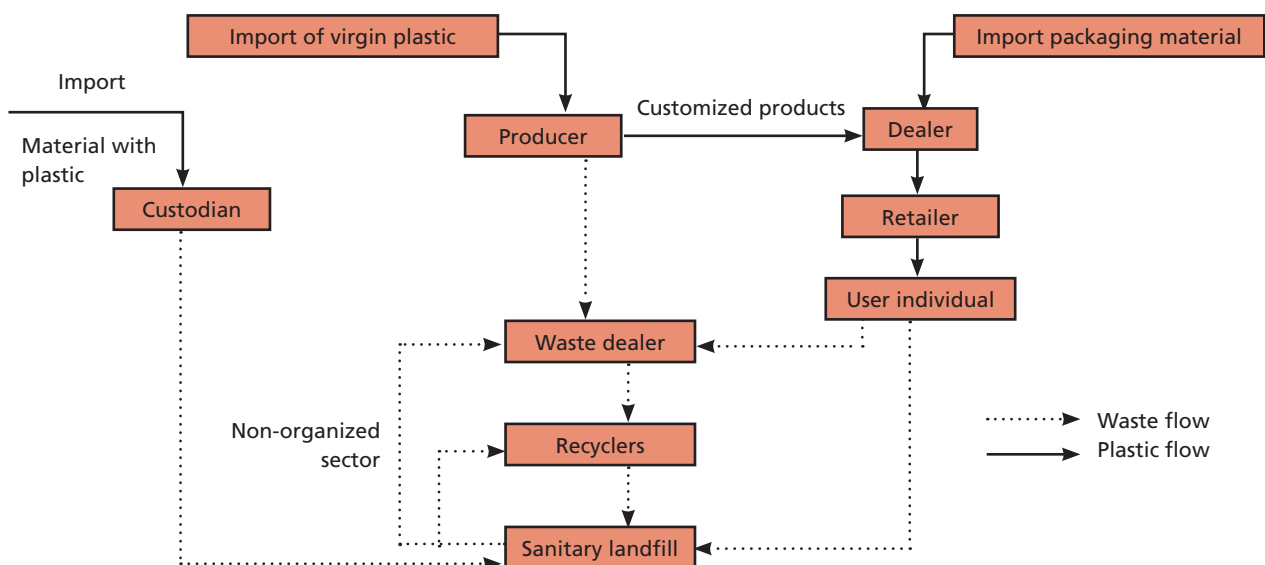 Import of virgin plastic
Import packaging material
Import
Material with
plastic
Customized products
Producer
Dealer
Custodian
Retailer
User individual
Waste dealer
Non-organized
sector
Recyclers
Sanitary landfill
Waste flow
Plastic flow